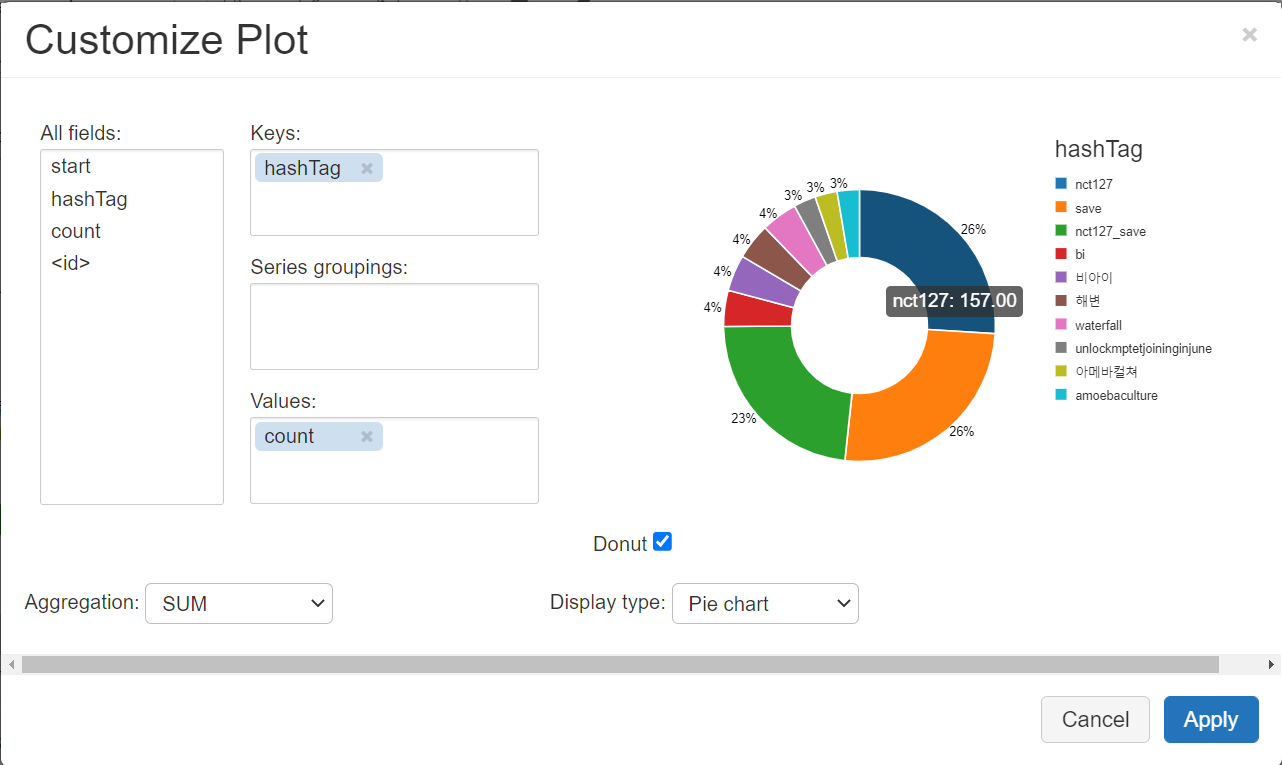 Customize Plot
×
All fields:
start
hashTag
count
<id>
Keys:
hashTag ×
Series groupings:
Values:
count ×
3%
3%
3%
4%
4%
4%
4%
23%
26%
26%
nct127: 157.00
hashTag
nct127
save
nct127_save
bi
비아이
해변
waterfall
unlockmptetjoininginjune
아메바컬쳐
amoebaculture
Donut
Aggregation: SUM
Display type: Pie chart
Cancel
Apply